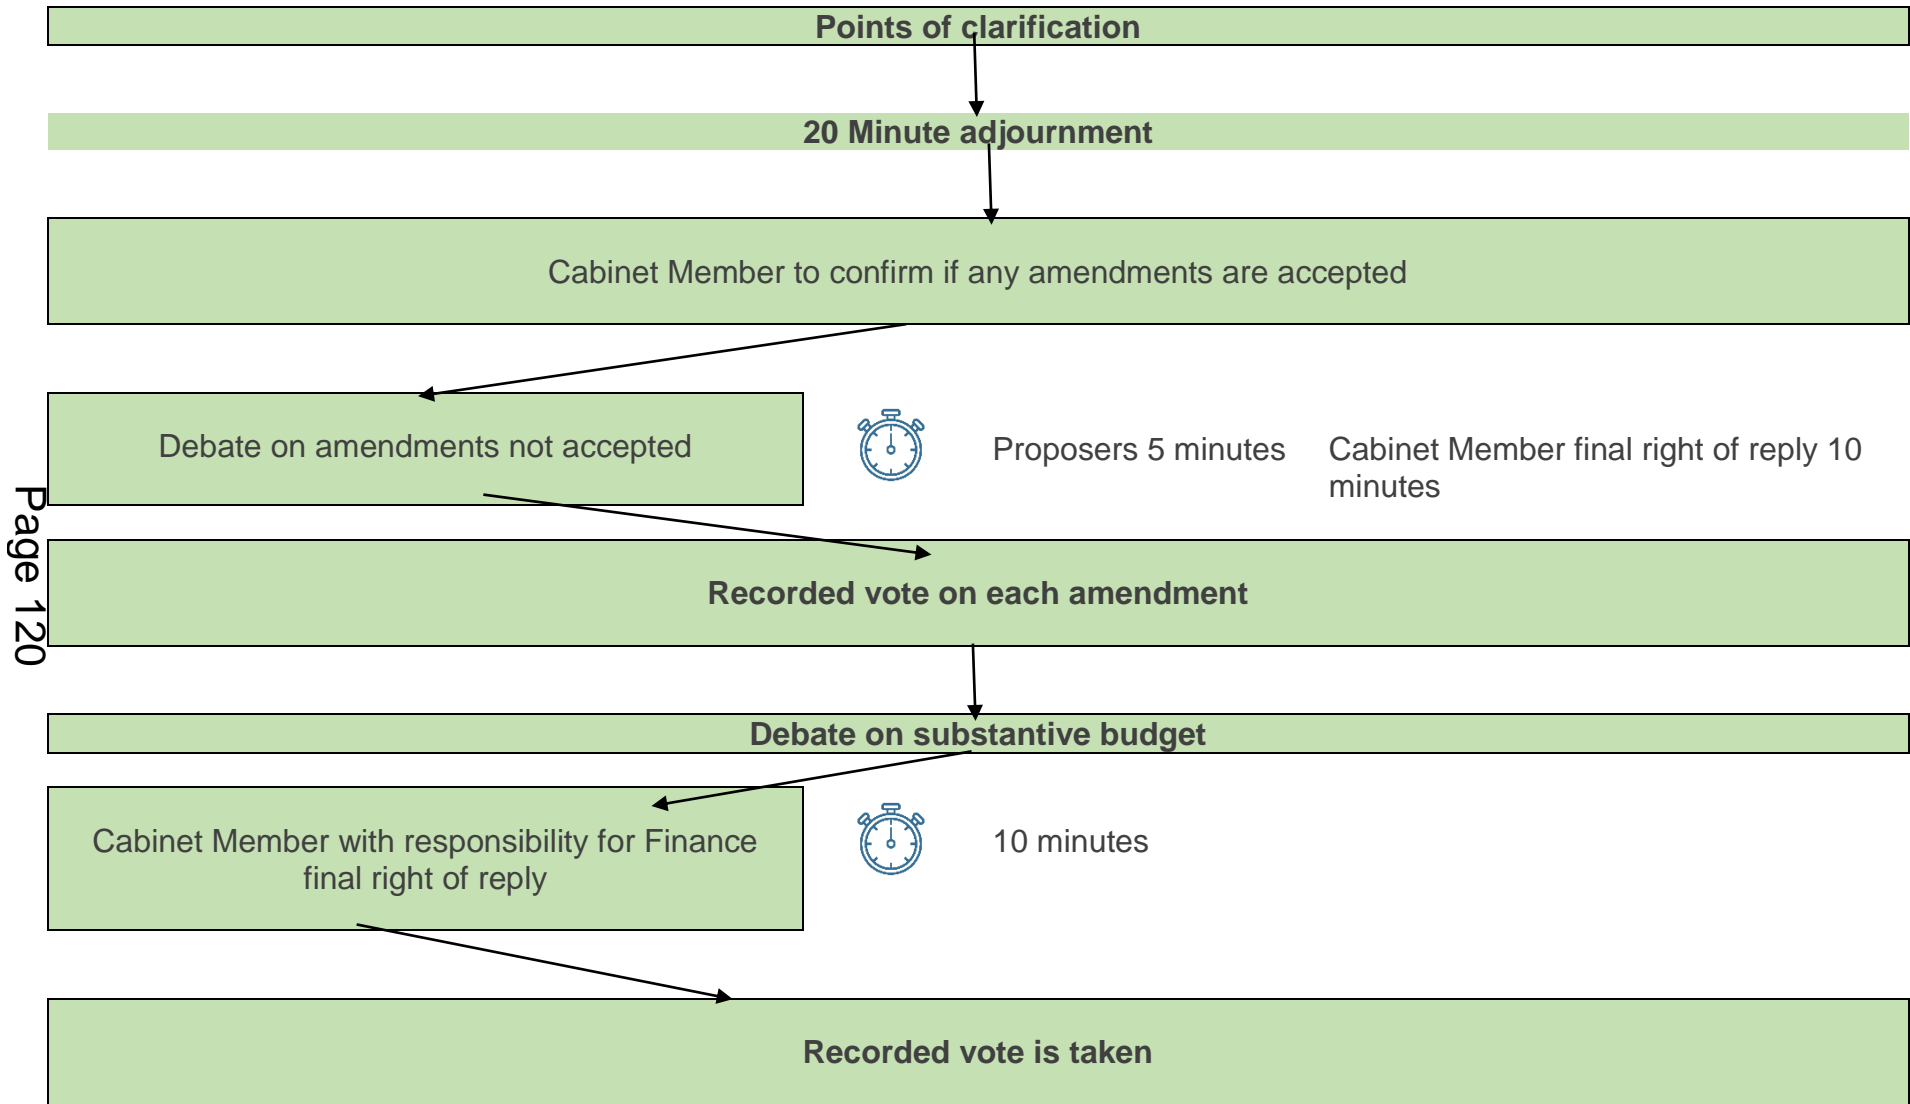 Points of clarification
20 Minute adjournment
Cabinet Member to confirm if any amendments are accepted
Debate on amendments not accepted
Proposers 5 minutes
Cabinet Member final right of reply 10
minutes
Page 120
Recorded vote on each amendment
Debate on substantive budget
Cabinet Member with responsibility for Finance
final right of reply
10 minutes
Recorded vote is taken